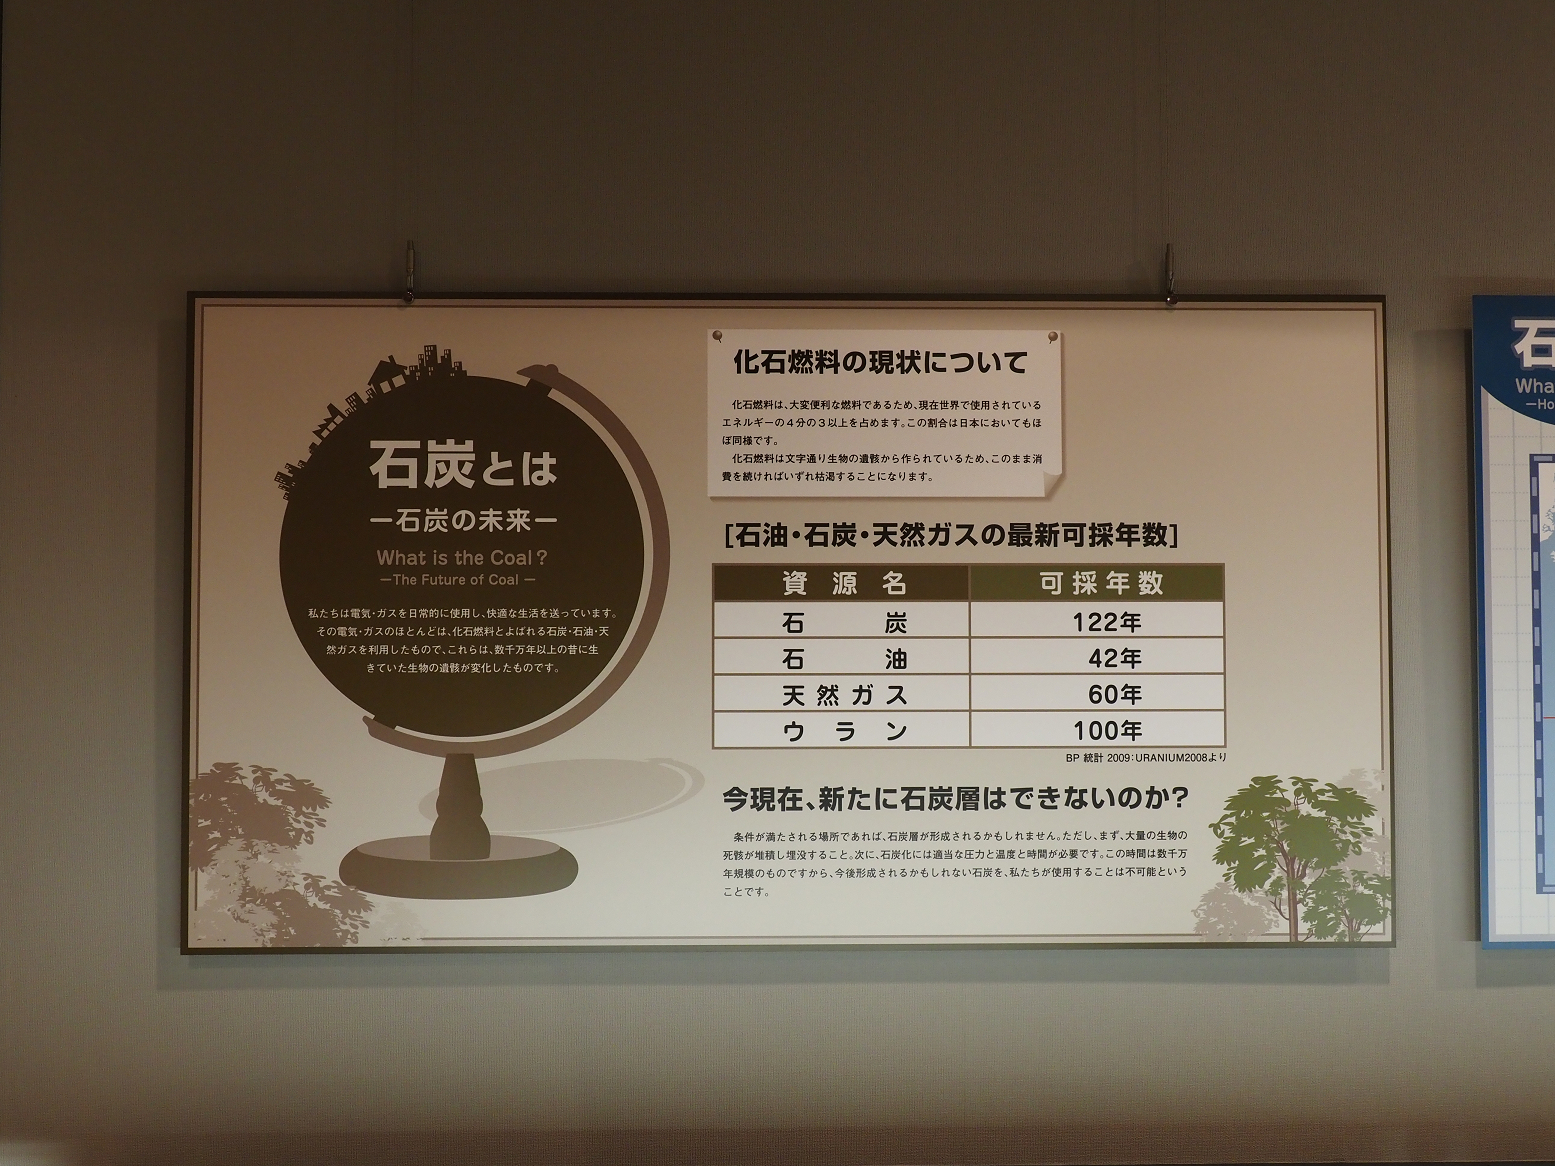 石炭とは
ー石炭の未来ー
What is the Coal?
ーThe Future of Coal ー
私たちは電気・ガスを日常的に使用し、快適な生活を送っています。
その電気・ガスのほとんどは、化石燃料とよばれる石炭・石油・天
然ガスを利用したもので、これらは、数千万年以上の昔に生
きていた生物の遺骸が変化したものです。
化石燃料の現状について
化石燃料は、大変便利な燃料であるため、現在世界で使用されている
エネルギーの4分の3以上を占めます。この割合は日本においてもほ
ぼ同様です。
化石燃料は文字通り生物の遺骸から作られているため、このまま消
費を続ければいずれ枯渇することになります。
[石油・石炭・天然ガスの最新可採年数]
資源名 可採年数
石炭 122年
石油 42年
天然ガス 60年
ウラン 100年
BP 統計 2009:URANIUM2008より
今現在、新たに石炭層はできないのか?
条件が満たされる場所であれば、石炭層が形成されるかもしれません。ただし、まず、大量の生物の
死骸が堆積し埋没すること。次に、石炭化には適当な圧力と温度と時間が必要です。この時間は数千万
年規模のものですから、今後形成されるかもしれない石炭を、私たちが使用することは不可能という
ことです。
石
Wha
ーHo